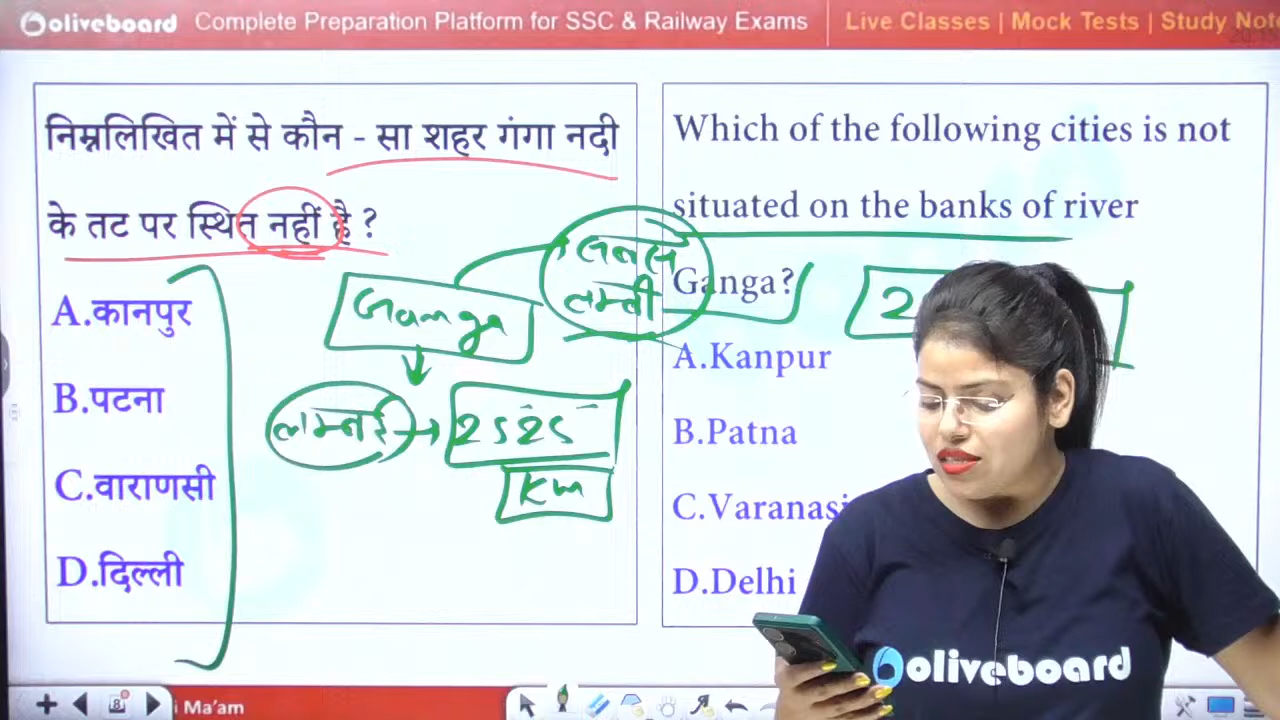 oliveboard Complete Preparation Platform for SSC & Railway Exams Live Classes | Mock Tests | Study Note
निम्नलिखित में से कौन - सा शहर गंगा नदी
के तट पर स्थित नहीं है ?
A.कानपुर
B.पटना
C.वाराणसी
D.दिल्ली
Ganga
लम्बाई → 2525
km
सबसे
लम्बी
Which of the following cities is not
situated on the banks of river
Ganga?
2
A.Kanpur
B.Patna
C.Varanasi
D.Delhi
oliveboard
i Ma'am